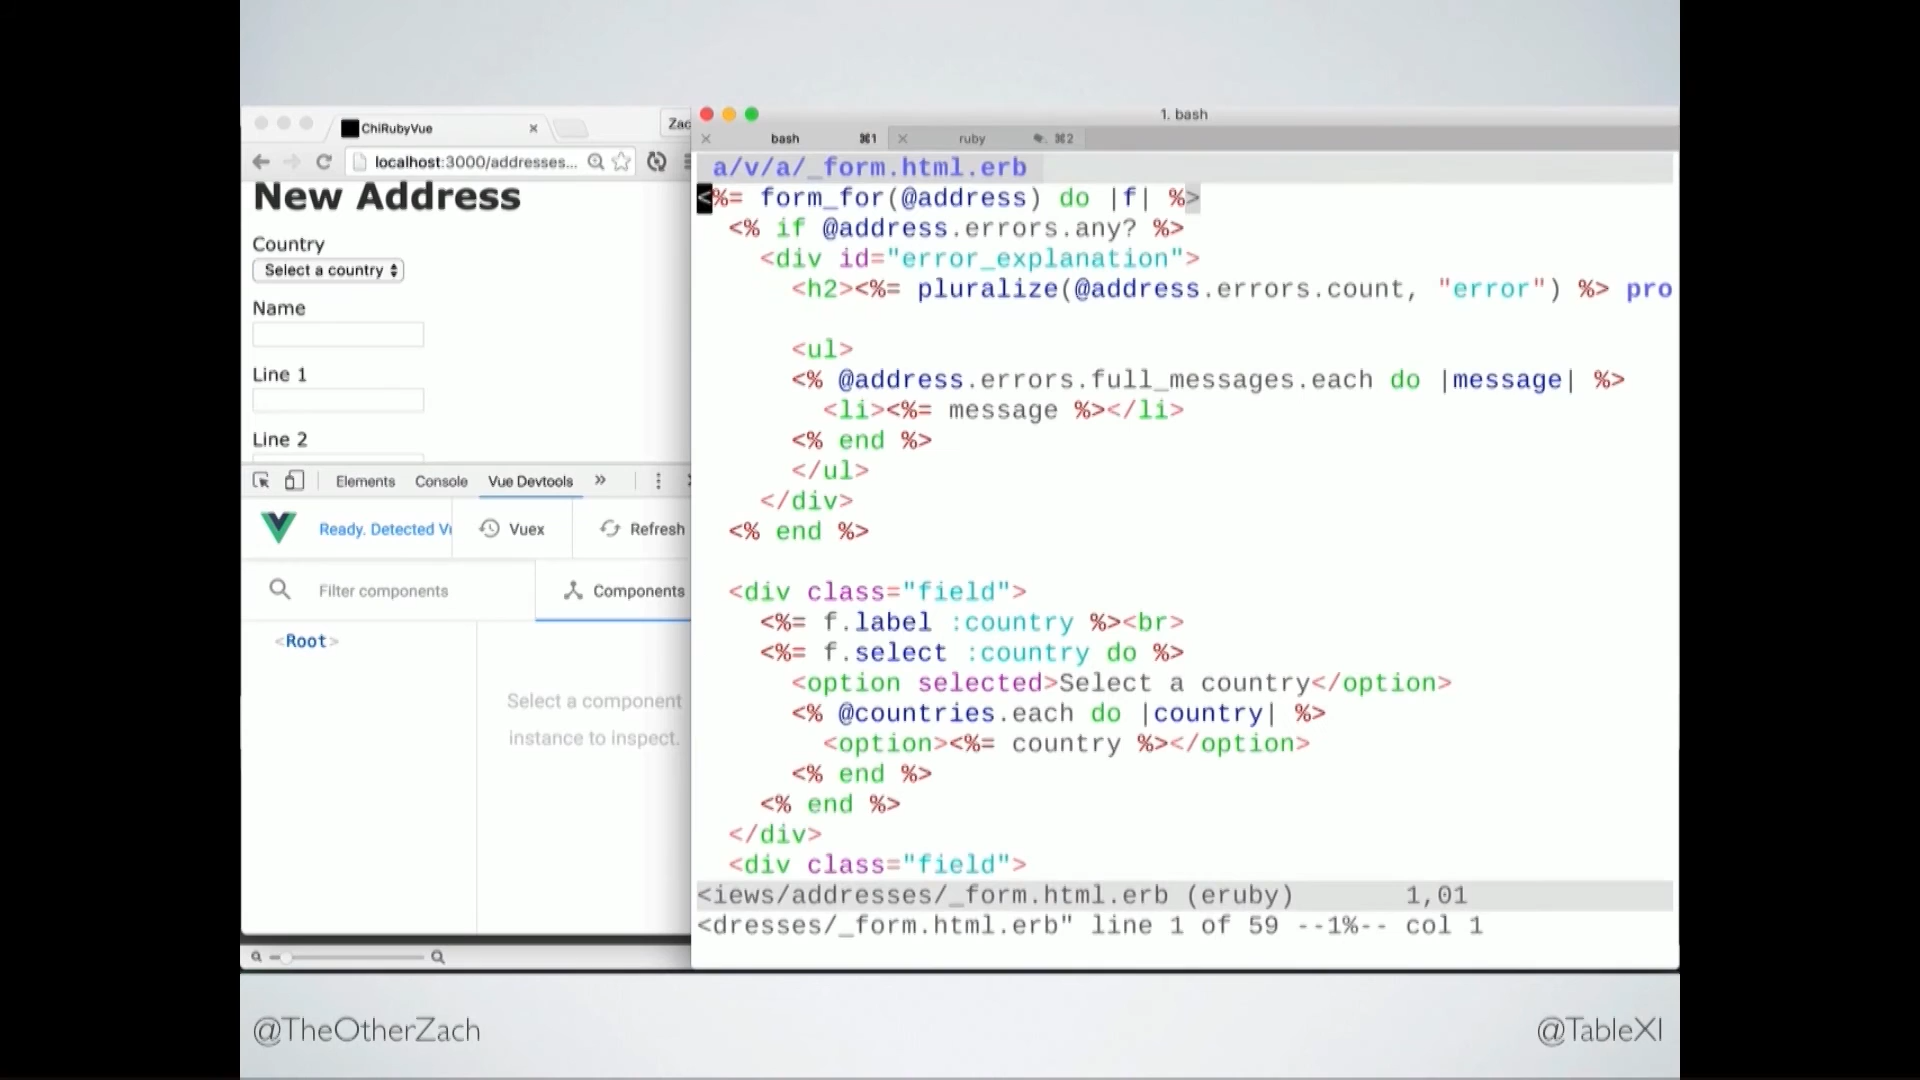 ChiRubyVue
Zac
localhost:3000/addresses...
New Address
Country
Select a country
Name
Line 1
Line 2
Elements Console Vue Devtools »
Ready. Detected Vu
Vuex
Refresh
Filter components
Components
<Root>
Select a component
instance to inspect.
1. bash
bash ⌘1 ruby ⌘2
a/v/a/_form.html.erb
<%= form_for(@address) do |f| %>
<% if @address.errors.any? %>
<div id="error_explanation">
<h2><%= pluralize(@address.errors.count, "error") %> pro
<ul>
<% @address.errors.full_messages.each do |message| %>
<li><%= message %></li>
<% end %>
</ul>
</div>
<% end %>
<div class="field">
<%= f.label :country %><br>
<%= f.select :country do %>
<option selected>Select a country</option>
<% @countries.each do |country| %>
<option><%= country %></option>
<% end %>
<% end %>
</div>
<div class="field">
<iews/addresses/_form.html.erb (eruby) 1,01
<dresses/_form.html.erb" line 1 of 59 --1%-- col 1
@TheOtherZach
@TableXI